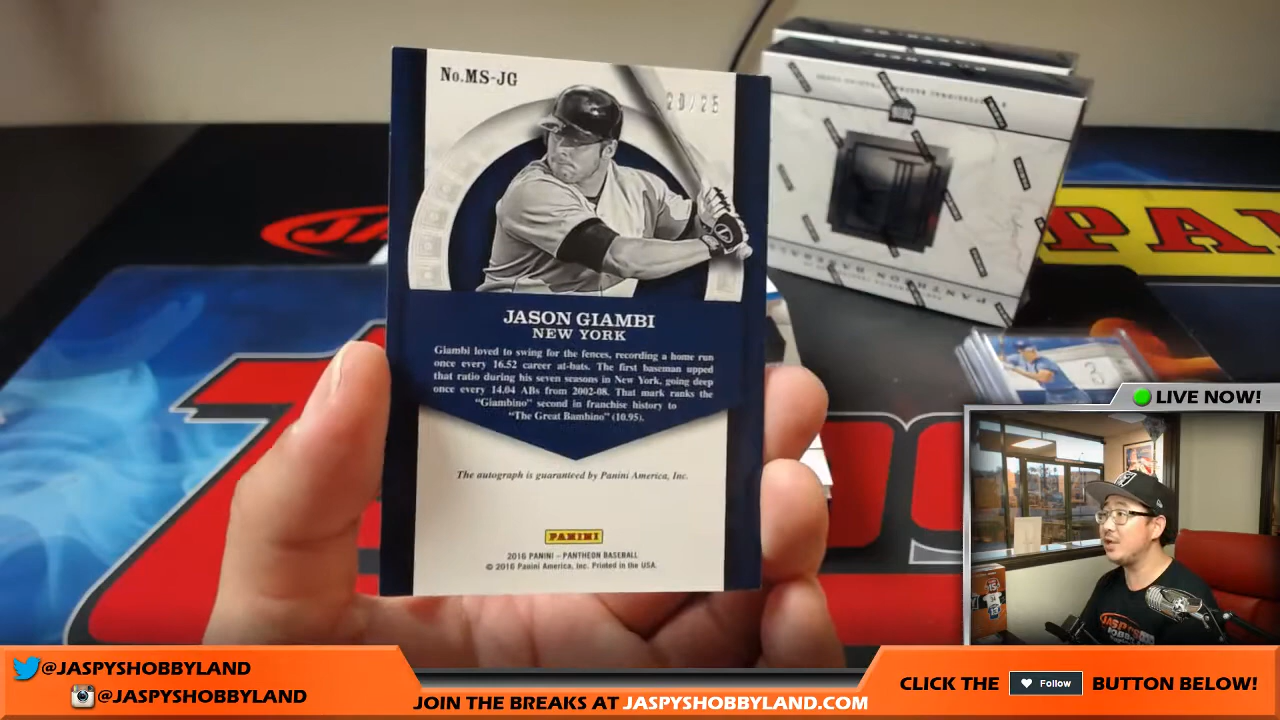 No.MS-JG
20/25
JASON GIAMBI
NEW YORK
Giambi loved to swing for the fences, recording a home run
once every 16.52 career at-bats. The first baseman upped
that ratio during his seven seasons in New York, going deep
once every 14.04 ABs from 2002-08. That mark ranks the
"Giambino" second in franchise history to
"The Great Bambino" (10.95).
The autograph is guaranteed by Panini America, Inc.
PANINI
2016 PANINI – PANTHEON BASEBALL
© 2016 Panini America, Inc. Printed in the USA.
PANTHEON BASEBALL
PA
LIVE NOW!
@JASPYSHOBBYLAND
@JASPYSHOBBYLAND
JOIN THE BREAKS AT JASPYSHOBBYLAND.COM
CLICK THE Follow BUTTON BELOW!